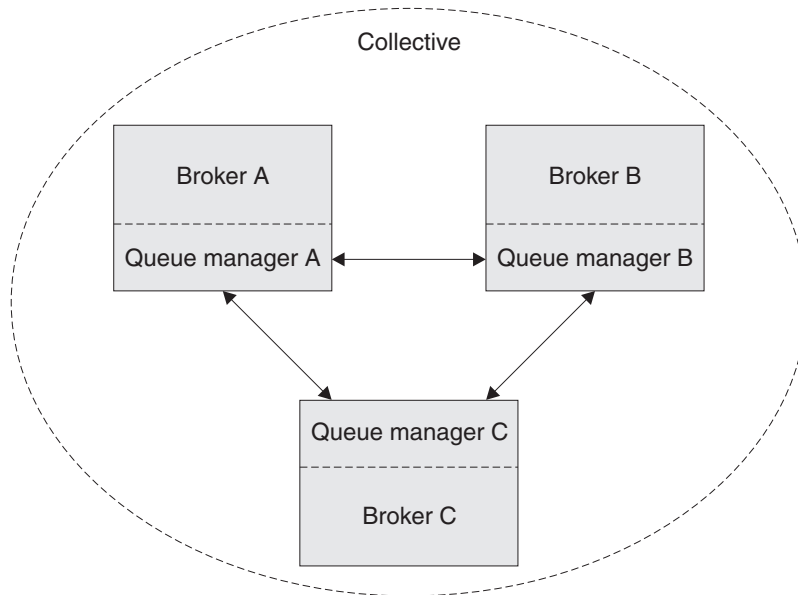 Collective
Broker A
Broker B
Queue manager A
Queue manager B
Queue manager C
Broker C